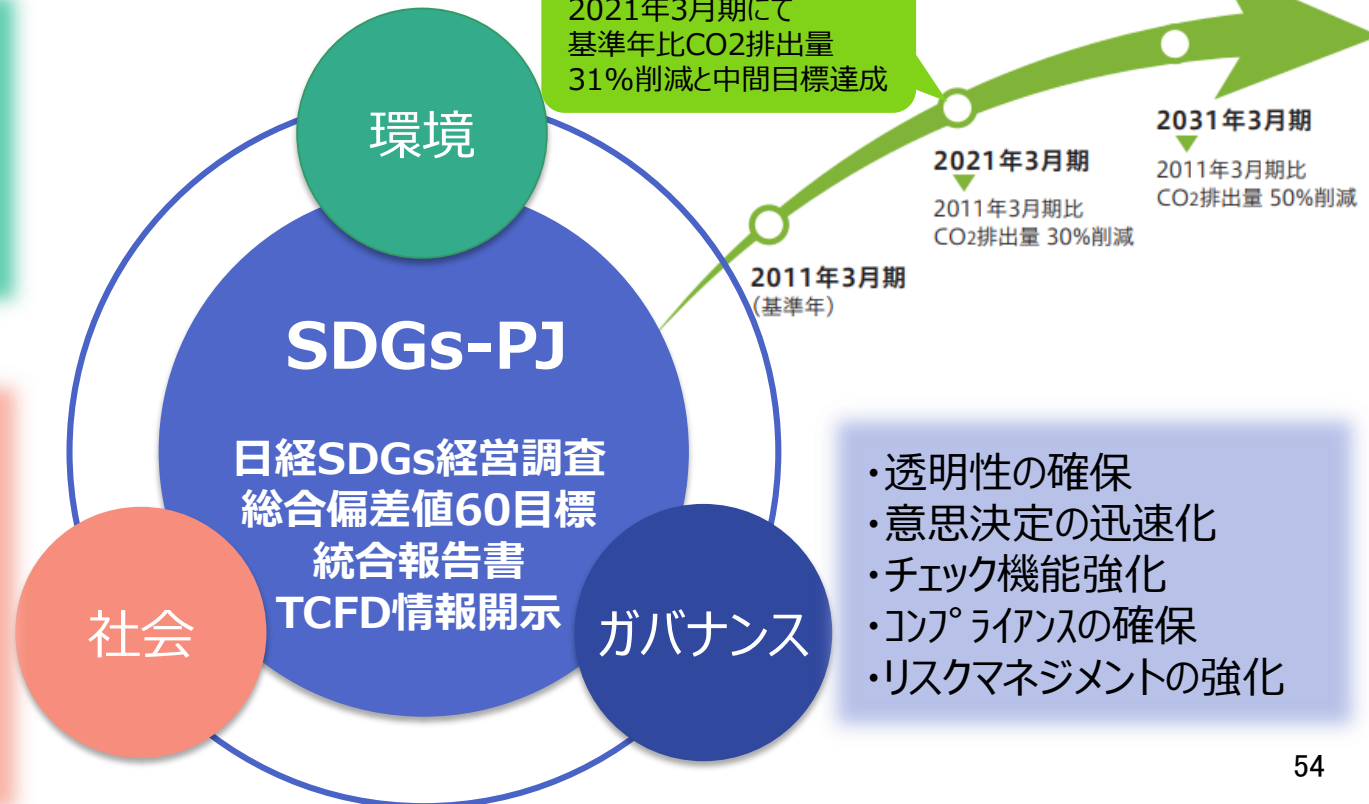 2021年3月期にて
基準年比CO2排出量
31%削減と中間目標達成
環境
2031年3月期
2011年3月期比
CO2排出量 50%削減
2021年3月期
2011年3月期比
CO2排出量 30%削減
2011年3月期
(基準年)
SDGs-PJ
日経SDGs経営調査
総合偏差値60目標
統合報告書
TCFD情報開示
社会
ガバナンス
・透明性の確保
・意思決定の迅速化
・チェック機能強化
・コンプライアンスの確保
・リスクマネジメントの強化
54